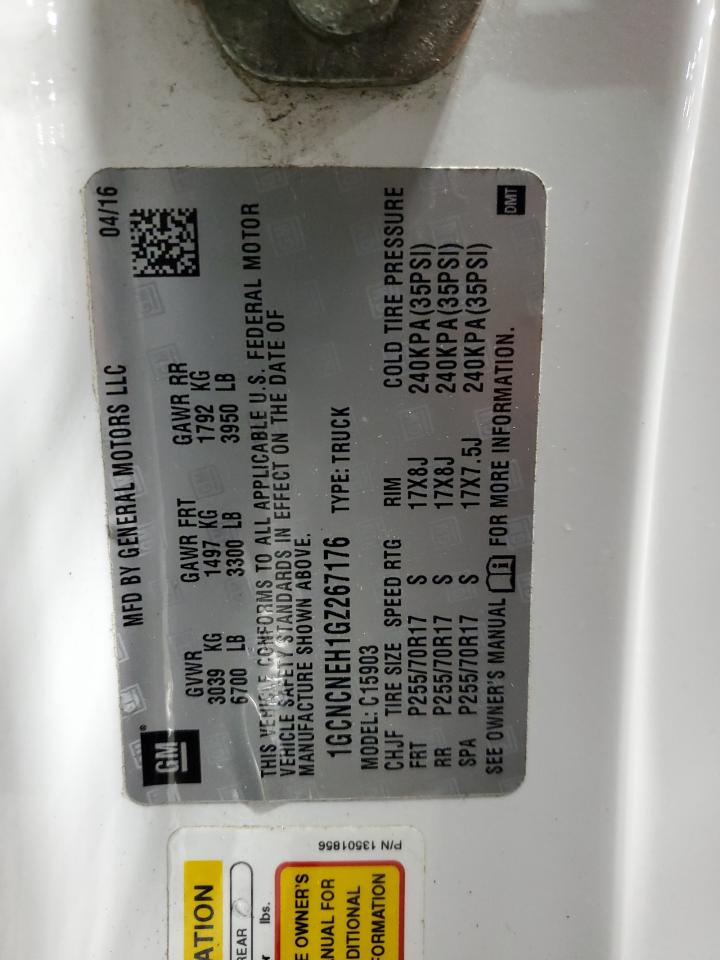 MFD BY GENERAL MOTORS LLC 04/16
GM®
GVWR GAWR FRT GAWR RR
3039 KG 1497 KG 1792 KG
6700 LB 3300 LB 3950 LB
THIS VEHICLE CONFORMS TO ALL APPLICABLE U.S. FEDERAL MOTOR
VEHICLE SAFETY STANDARDS IN EFFECT ON THE DATE OF
MANUFACTURE SHOWN ABOVE.
1GCNCNEH1GZ267176 TYPE: TRUCK
MODEL: C15903
CHJF TIRE SIZE SPEED RTG RIM COLD TIRE PRESSURE
FRT P255/70R17 S 17X8J 240KPA(35PSI)
RR P255/70R17 S 17X8J 240KPA(35PSI)
SPA P255/70R17 S 17X7.5J 240KPA(35PSI)
SEE OWNER'S MANUAL FOR MORE INFORMATION.
DMT
P/N 13501856
ATION
REAR 0
lbs.
E OWNER'S
ANUAL FOR
DITIONAL
FORMATION